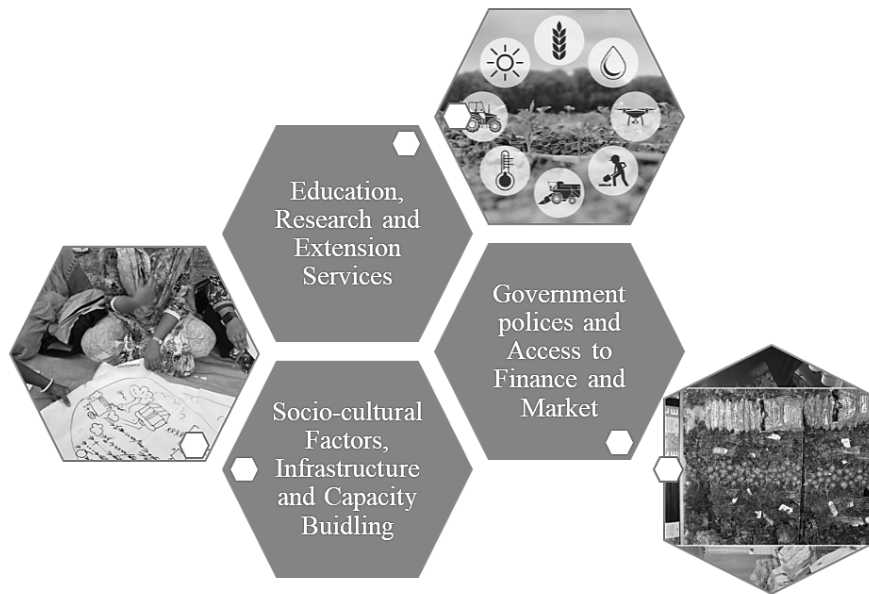 Education,
Research and
Extension
Services
Government
polices and
Access to
Finance and
Market
Socio-cultural
Factors,
Infrastructure
and Capacity
Buidling